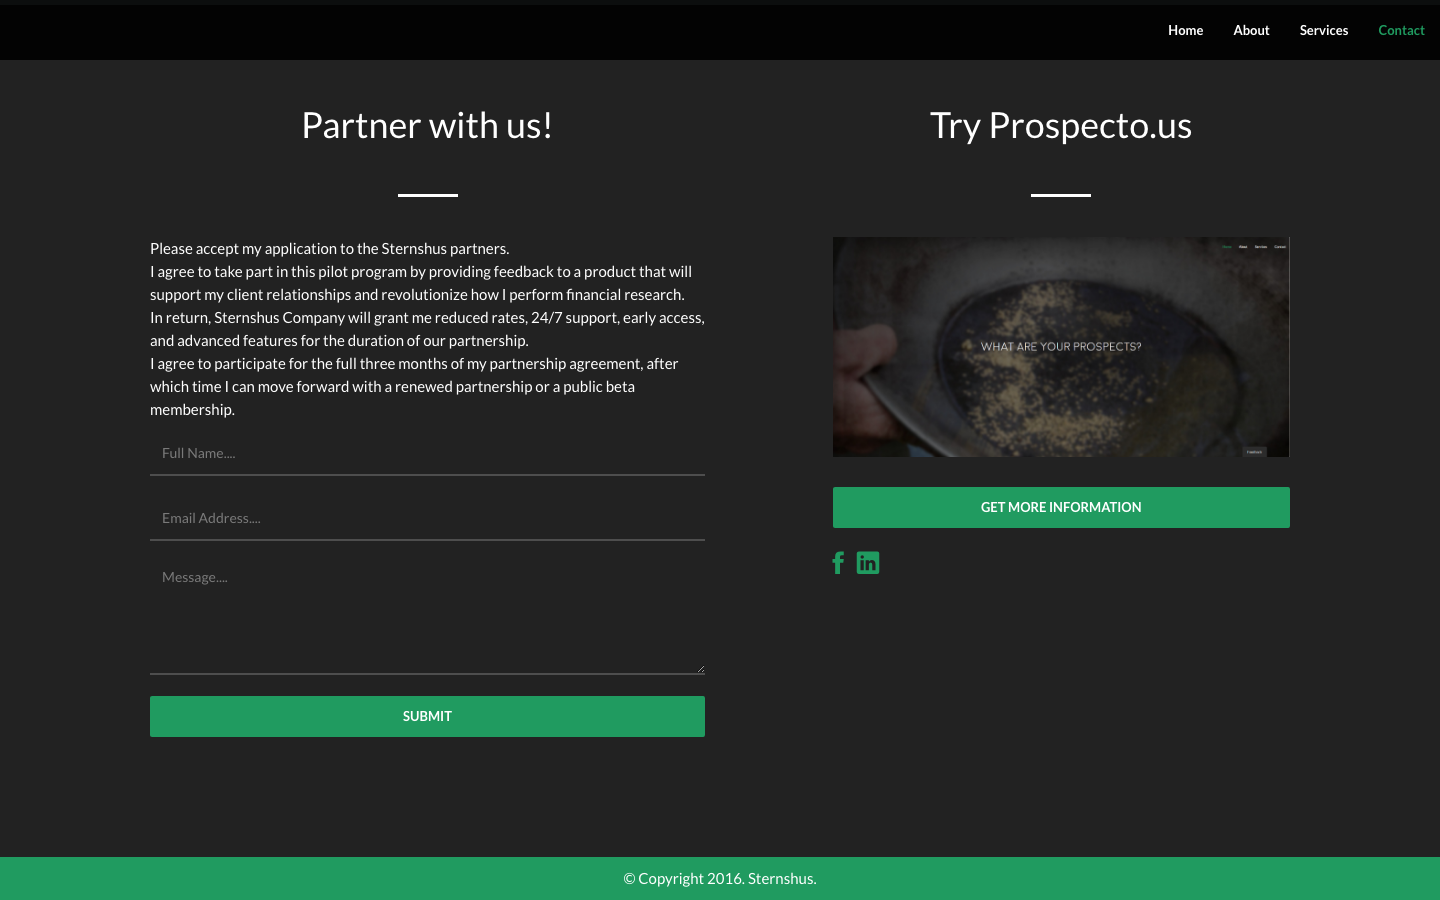 Home About Services Contact
Partner with us!
Please accept my application to the Sternshus partners.
I agree to take part in this pilot program by providing feedback to a product that will
support my client relationships and revolutionize how I perform financial research.
In return, Sternshus Company will grant me reduced rates, 24/7 support, early access,
and advanced features for the duration of our partnership.
I agree to participate for the full three months of my partnership agreement, after
which time I can move forward with a renewed partnership or a public beta
membership.
Full Name....
Email Address....
Message....
SUBMIT
Try Prospecto.us
Home About Services Contact
WHAT ARE YOUR PROSPECTS?
GET MORE INFORMATION
f in
© Copyright 2016. Sternshus.